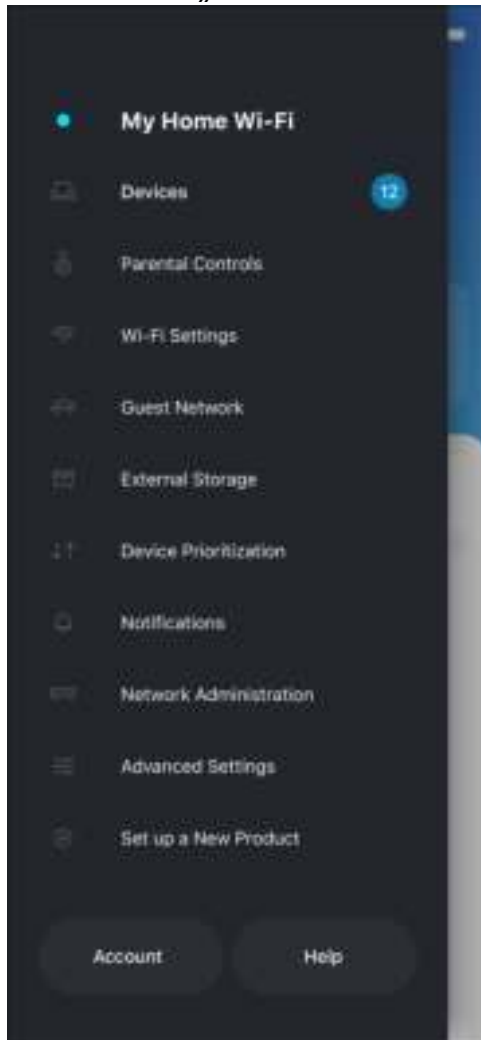 My Home Wi-Fi
Devices 12
Parental Controls
Wi-Fi Settings
Guest Network
External Storage
Device Prioritization
Notifications
Network Administration
Advanced Settings
Set up a New Product
Account Help